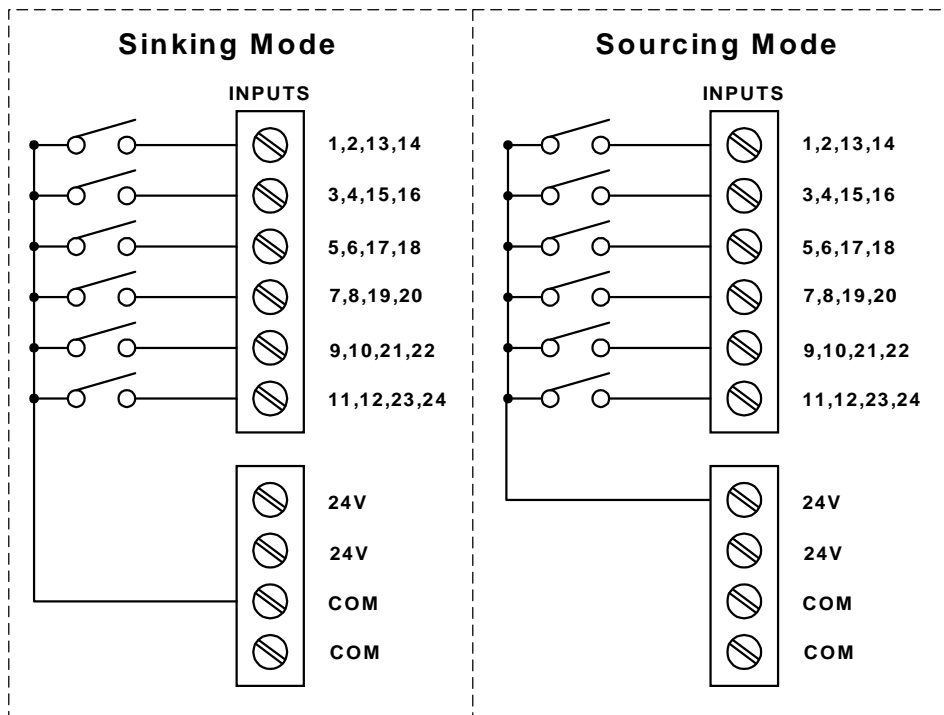 Sinking Mode
INPUTS
1,2,13,14
3,4,15,16
5,6,17,18
7,8,19,20
9,10,21,22
11,12,23,24
24V
24V
COM
COM
Sourcing Mode
INPUTS
1,2,13,14
3,4,15,16
5,6,17,18
7,8,19,20
9,10,21,22
11,12,23,24
24V
24V
COM
COM